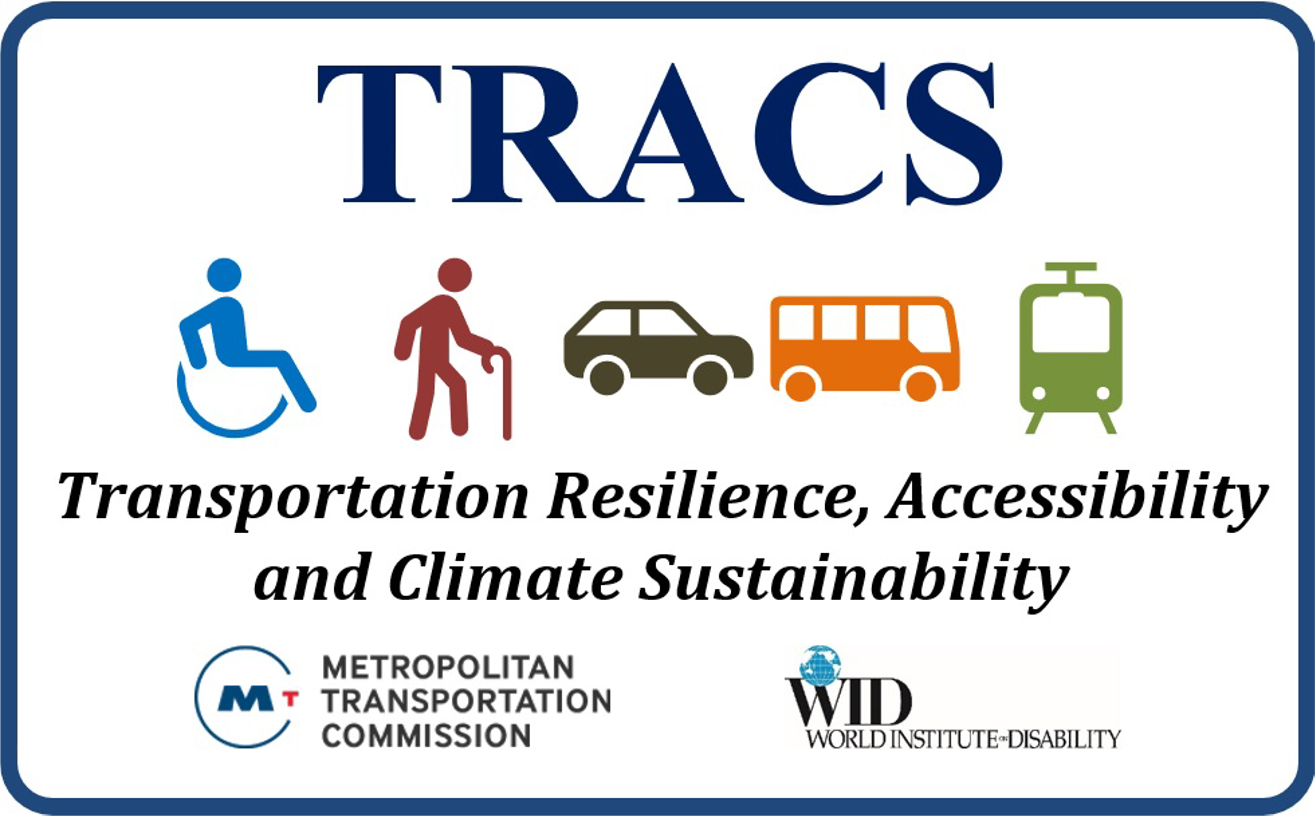 TRACS
Transportation Resilience, Accessibility
and Climate Sustainability
MT
METROPOLITAN
TRANSPORTATION
COMMISSION
WID
WORLD INSTITUTE ON DISABILITY